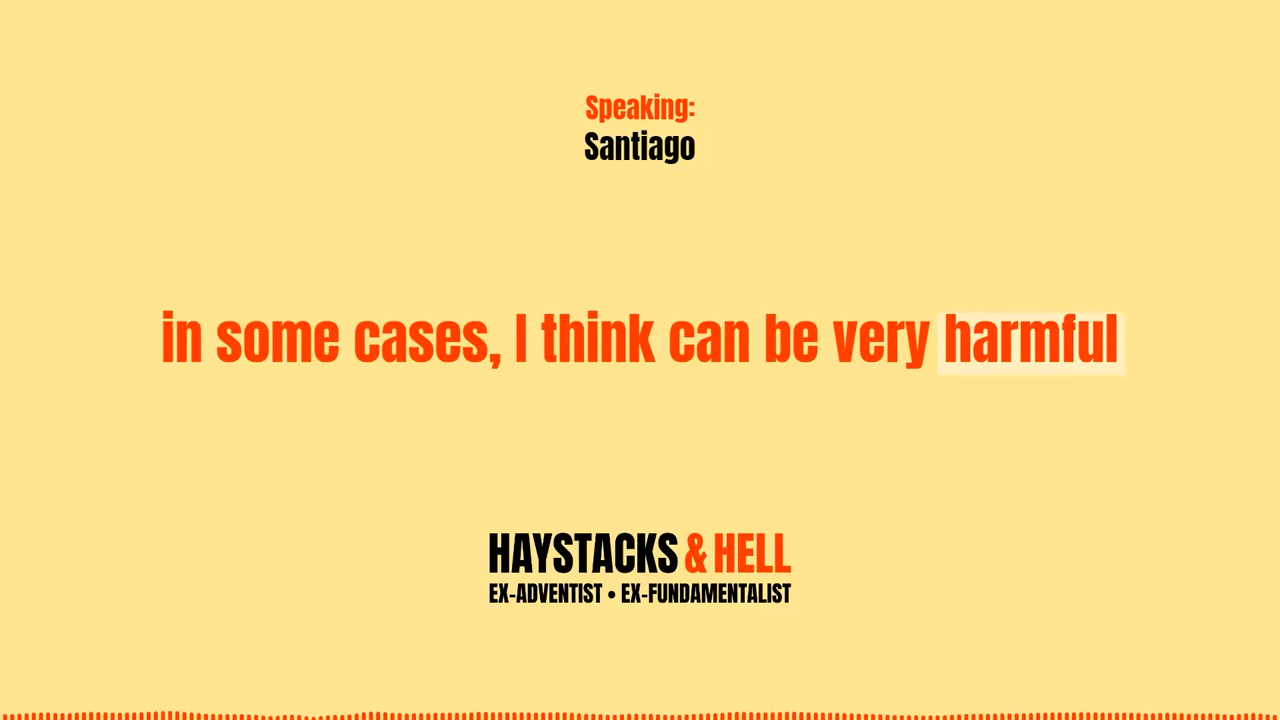 Speaking:
Santiago
in some cases, I think can be very harmful
HAYSTACKS & HELL
EX-ADVENTIST • EX-FUNDAMENTALIST